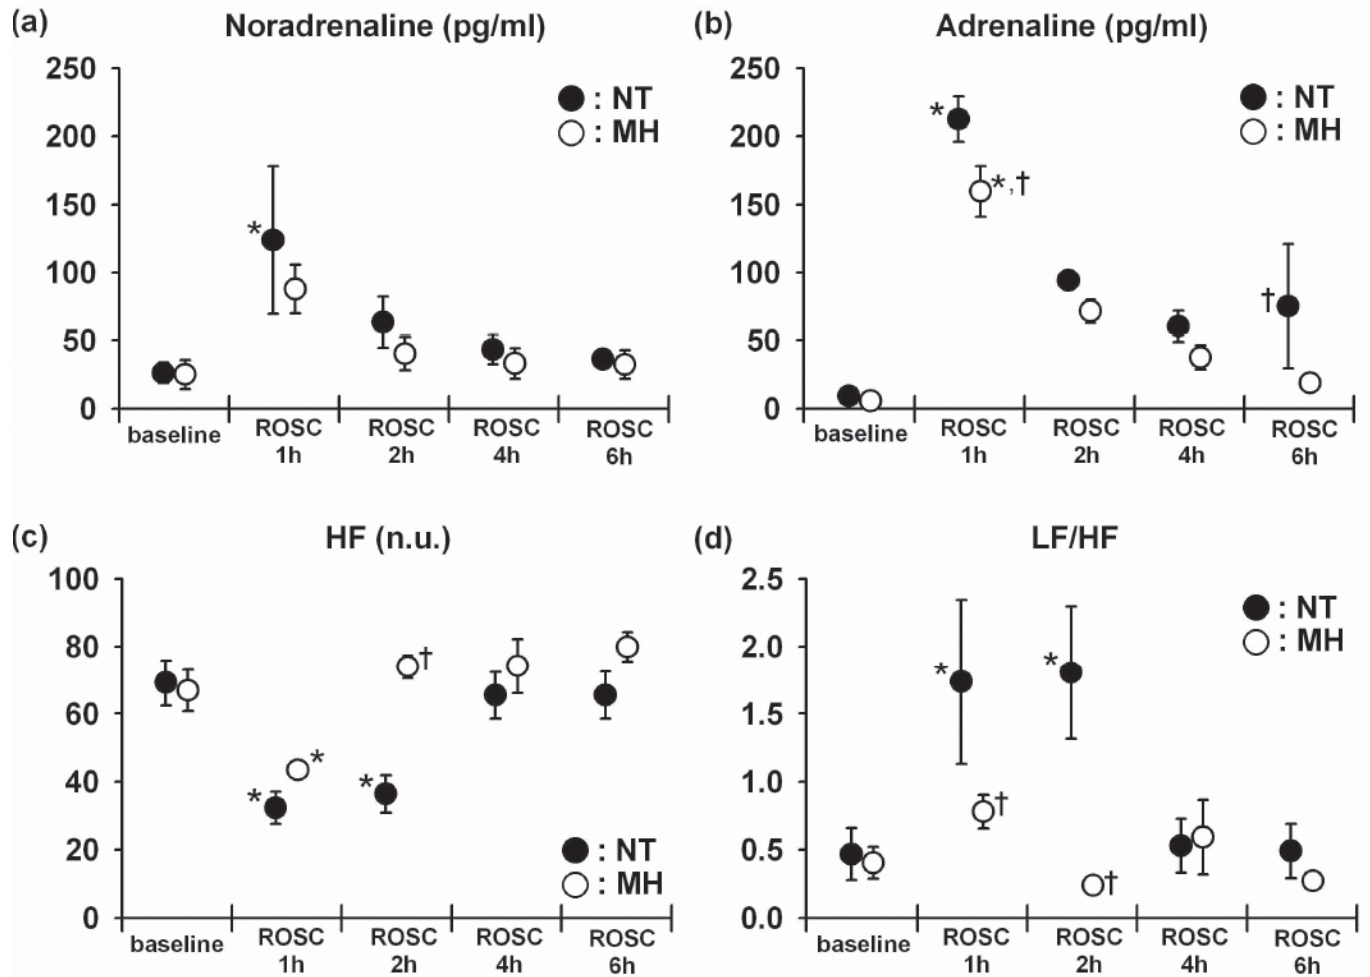 (a) Noradrenaline (pg/ml)
250
200
150
100
50
0
: NT
: MH
*
baseline
ROSC 1h
ROSC 2h
ROSC 4h
ROSC 6h
(b) Adrenaline (pg/ml)
250
200
150
100
50
0
: NT
: MH
*
*,†
†
baseline
ROSC 1h
ROSC 2h
ROSC 4h
ROSC 6h
(c) HF (n.u.)
100
80
60
40
20
0
*
*
*
†
: NT
: MH
baseline
ROSC 1h
ROSC 2h
ROSC 4h
ROSC 6h
(d) LF/HF
2.5
2.0
1.5
1.0
0.5
0.0
: NT
: MH
*
*
†
†
baseline
ROSC 1h
ROSC 2h
ROSC 4h
ROSC 6h